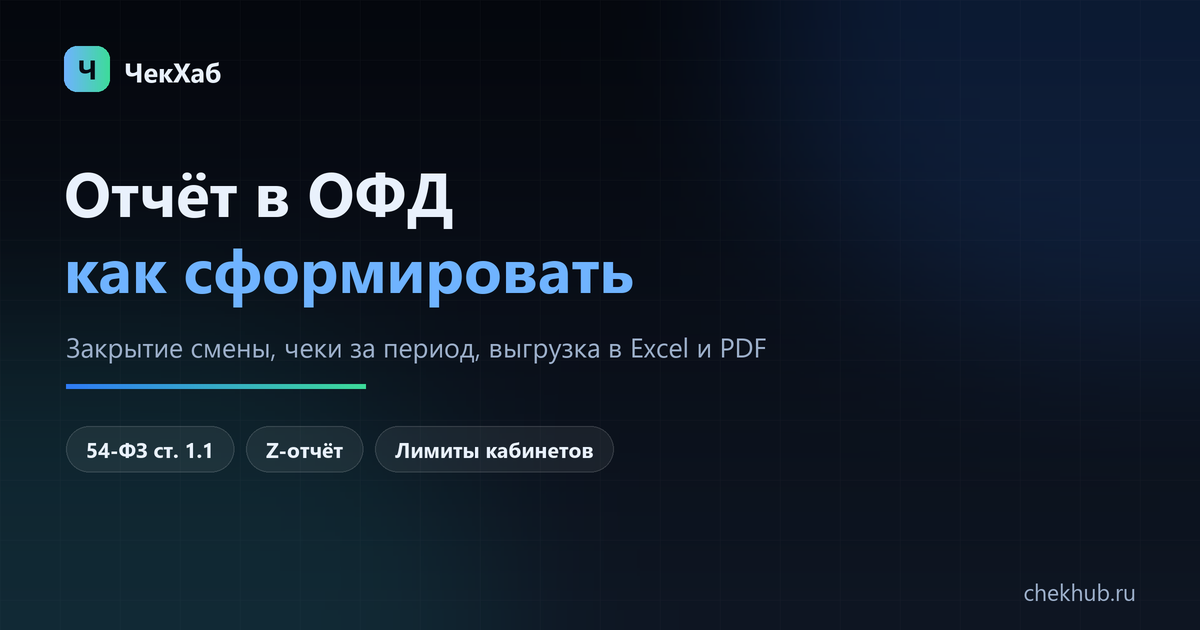 Ч ЧекХаб
Отчёт в ОФД
как сформировать
Закрытие смены, чеки за период, выгрузка в Excel и PDF
54-ФЗ ст. 1.1 Z-отчёт Лимиты кабинетов
chekhub.ru